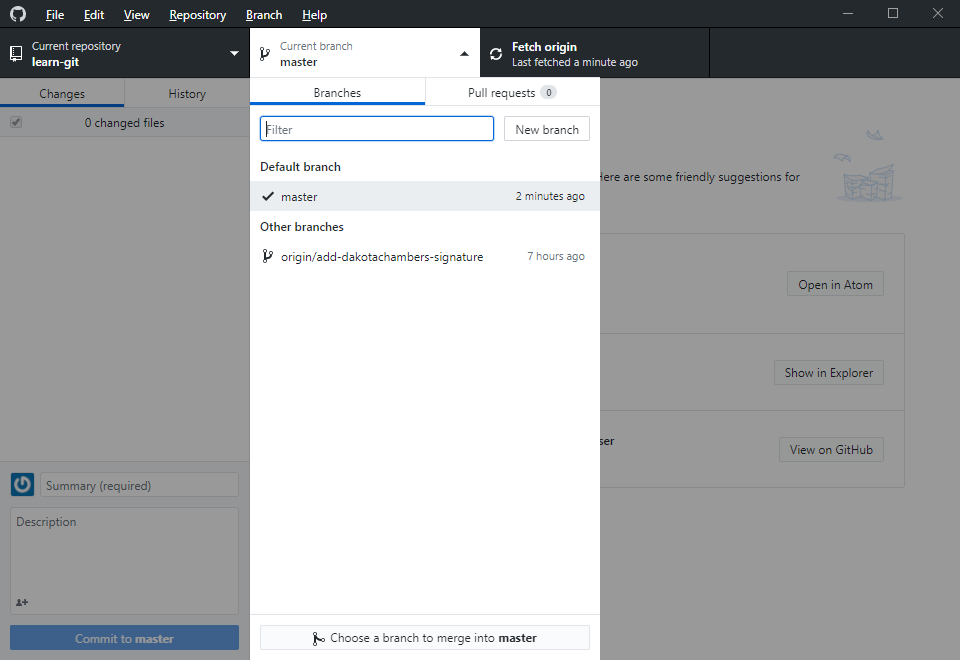 File Edit View Repository Branch Help
Current repository
learn-git
Current branch
master
Fetch origin
Last fetched a minute ago
Changes History
0 changed files
Branches Pull requests 0
Filter
New branch
Default branch
master 2 minutes ago
Other branches
origin/add-dakotachambers-signature 7 hours ago
Choose a branch to merge into master
Here are some friendly suggestions for
Open in Atom
Show in Explorer
ser
View on GitHub
Summary (required)
Description
Commit to master